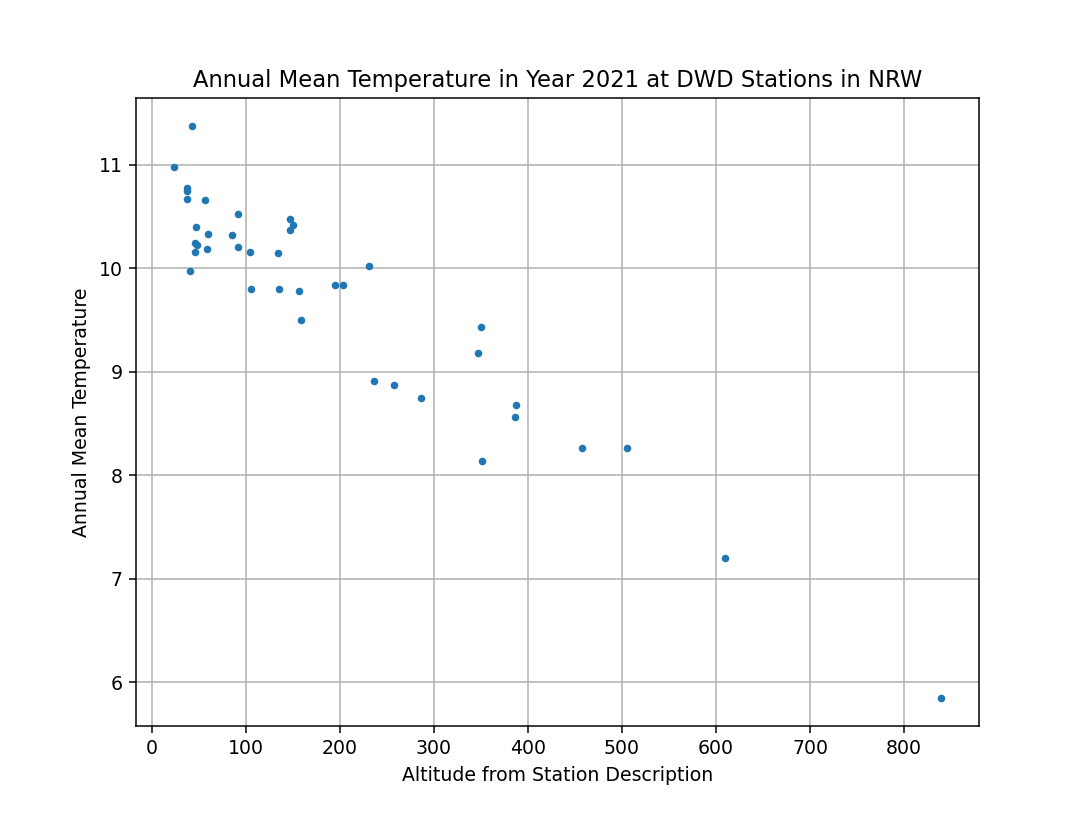 Annual Mean Temperature in Year 2021 at DWD Stations in NRW
11
10
9
8
7
6
Annual Mean Temperature
0 100 200 300 400 500 600 700 800
Altitude from Station Description